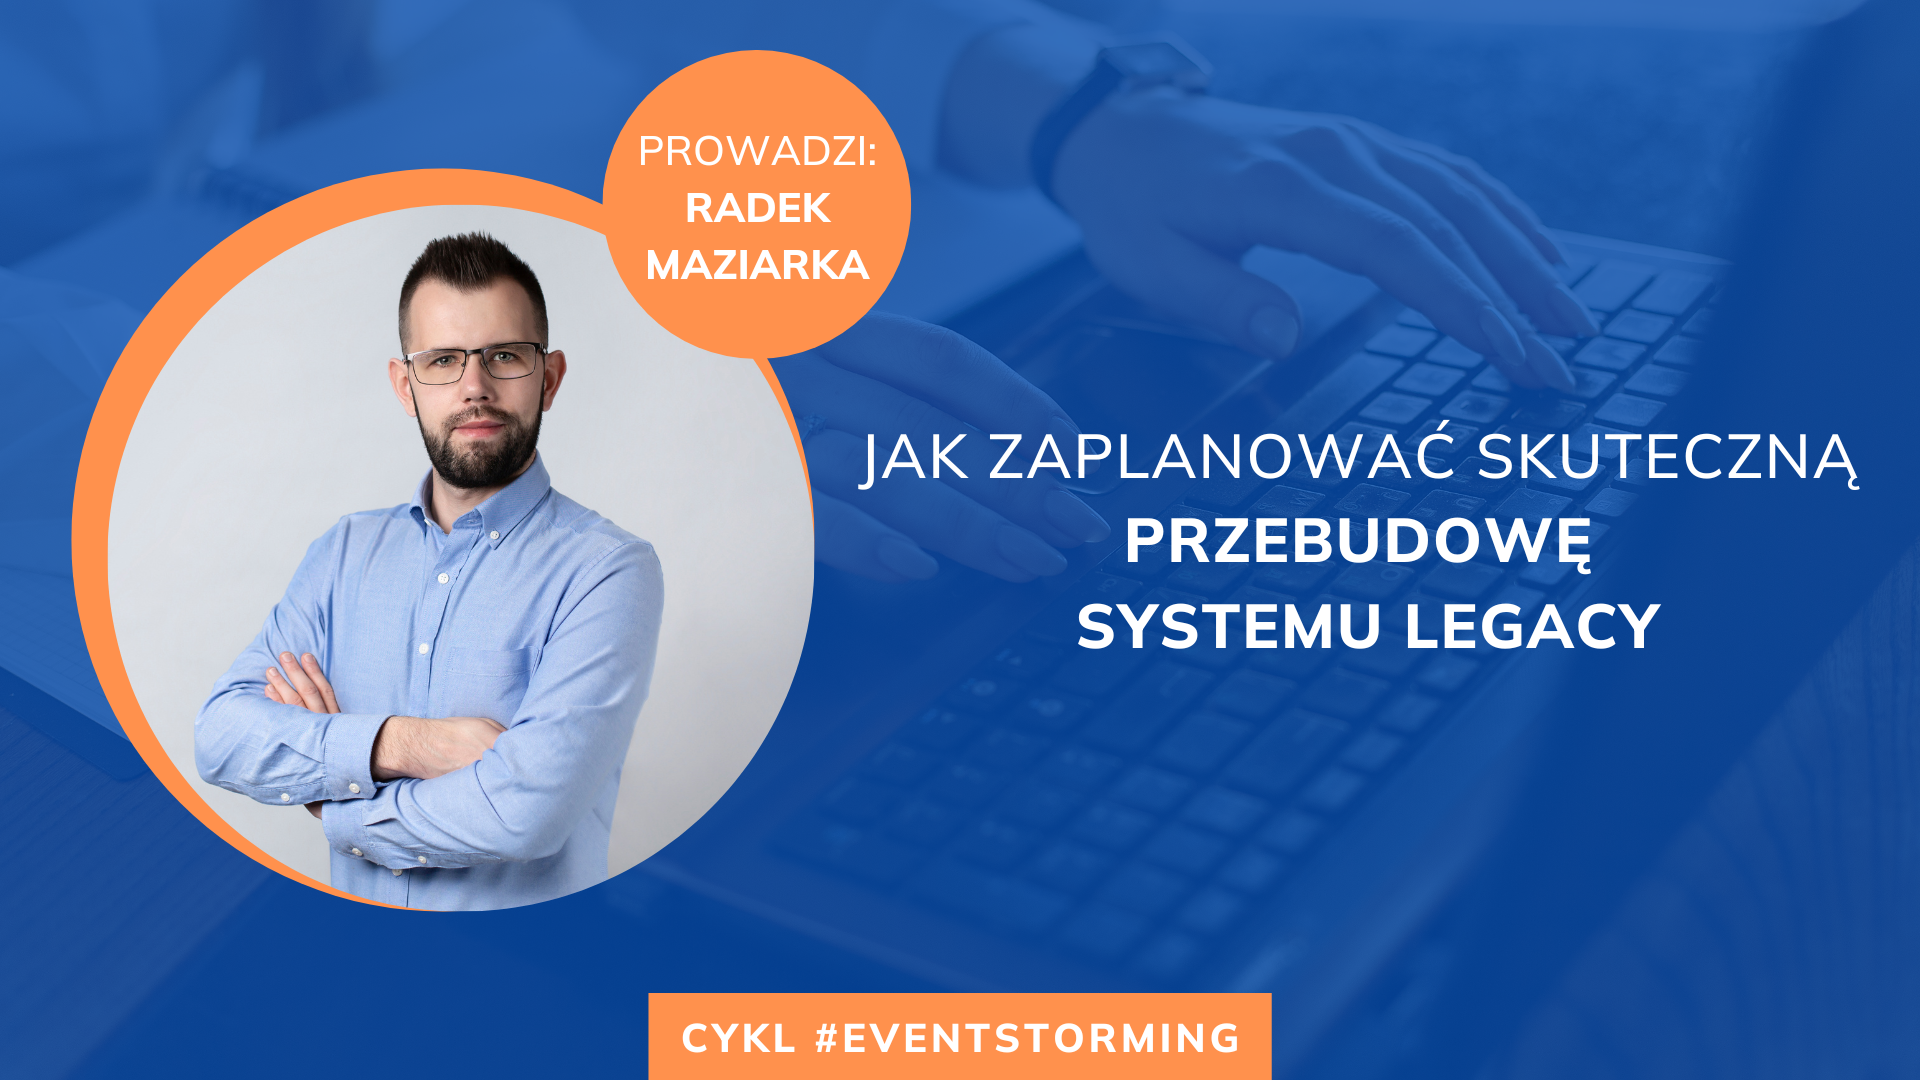 PROWADZI:
RADEK
MAZIARKA
JAK ZAPLANOWAĆ SKUTECZNĄ
PRZEBUDOWĘ
SYSTEMU LEGACY
CYKL #EVENTSTORMING